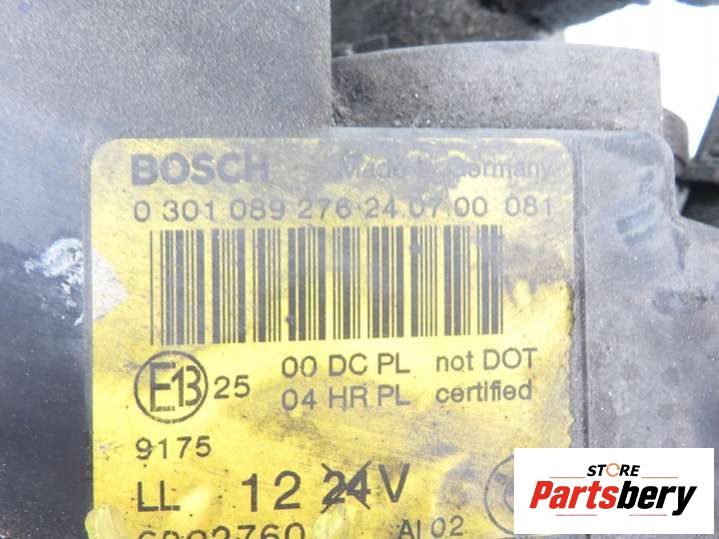 BOSCH Made in Germany
0 301 089 276 24.07.00 081
E13 25 00 DC PL not DOT
04 HR PL certified
9175
LL 12 24 V
AI 02
STORE
Partsbery